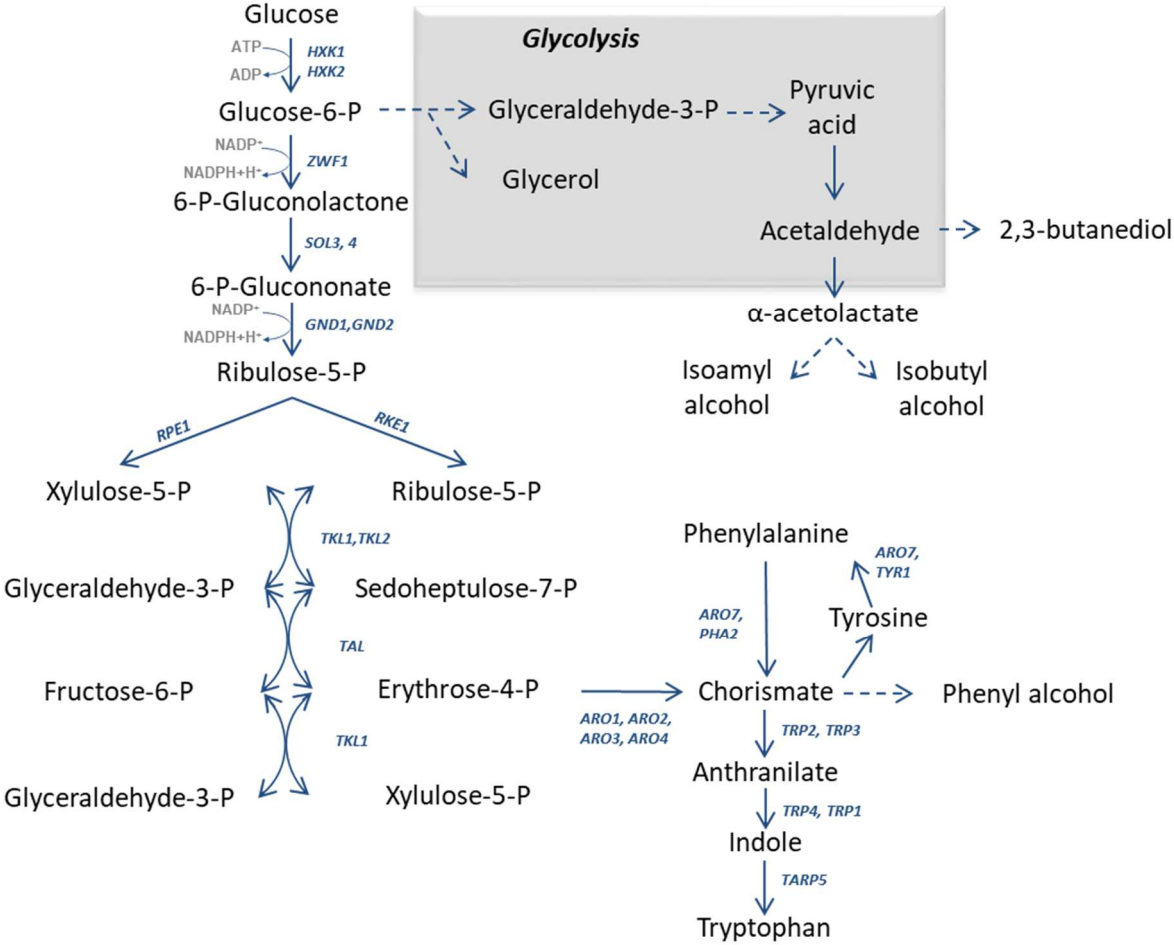 Glucose
ATP
ADP
HXK1
HXK2
Glucose-6-P
NADP+
NADPH+H+
ZWF1
6-P-Gluconolactone
SOL3, 4
6-P-Glucononate
NADP+
NADPH+H+
GND1,GND2
Ribulose-5-P
RPE1
RKE1
Xylulose-5-P
Ribulose-5-P
TKL1,TKL2
Glyceraldehyde-3-P
Sedoheptulose-7-P
TAL
Fructose-6-P
Erythrose-4-P
TKL1
Glyceraldehyde-3-P
Xylulose-5-P
Glycolysis
Glyceraldehyde-3-P
Pyruvic
acid
Glycerol
Acetaldehyde
2,3-butanediol
α-acetolactate
Isoamyl
alcohol
Isobutyl
alcohol
Phenylalanine
ARO7,
TYR1
Tyrosine
ARO7,
PHA2
ARO1, ARO2,
ARO3, ARO4
Chorismate
Phenyl alcohol
TRP2, TRP3
Anthranilate
TRP4, TRP1
Indole
TARP5
Tryptophan